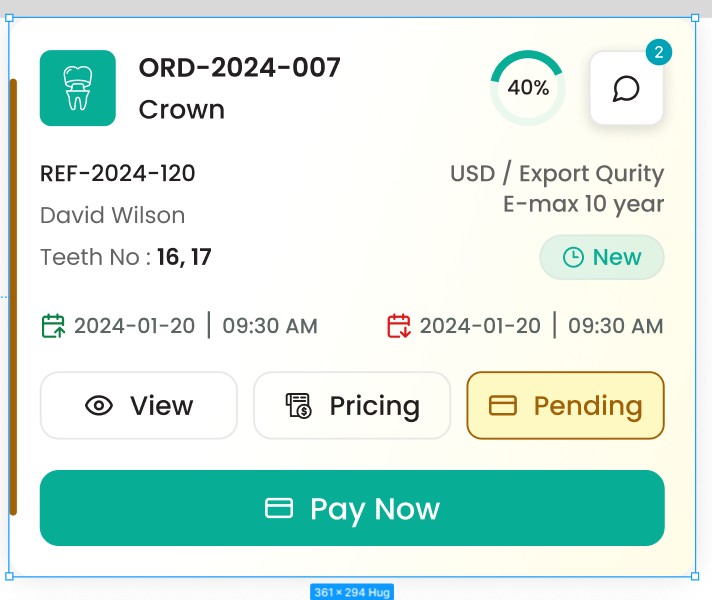 ORD-2024-007
Crown
40%
2
REF-2024-120
USD / Export Qurity
David Wilson
E-max 10 year
Teeth No : 16, 17
New
2024-01-20 | 09:30 AM
2024-01-20 | 09:30 AM
View
Pricing
Pending
Pay Now
361 × 294 Hug